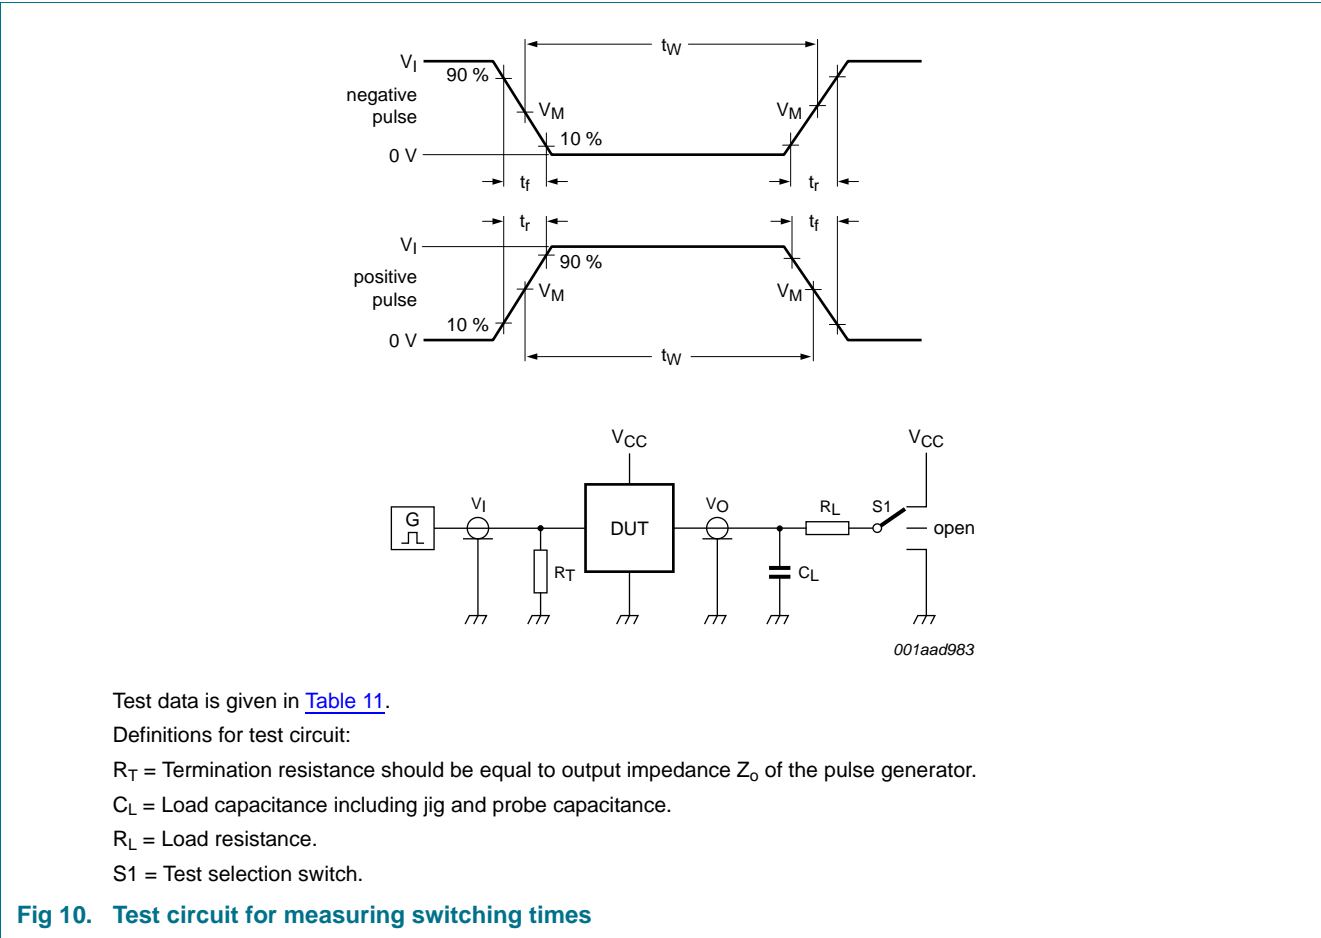 tW
VI
90 %
negative
pulse
VM
VM
10 %
0 V
tf
tr
tr
tf
VI
90 %
positive
pulse
VM
VM
10 %
0 V
tW
VCC
VCC
G
VI
DUT
VO
RL
S1
open
RT
CL
001aad983
Test data is given in Table 11.
Definitions for test circuit:
RT = Termination resistance should be equal to output impedance Zo of the pulse generator.
CL = Load capacitance including jig and probe capacitance.
RL = Load resistance.
S1 = Test selection switch.
Fig 10. Test circuit for measuring switching times